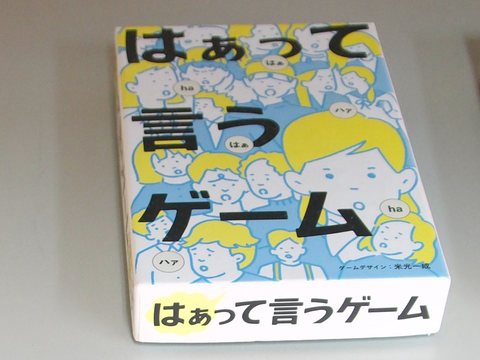 はぁって
はぁ
ha
ハァ
言う
はぁ
ゲーム
ha
ハァ
ゲームデザイン:米光一成
はぁって言うゲーム